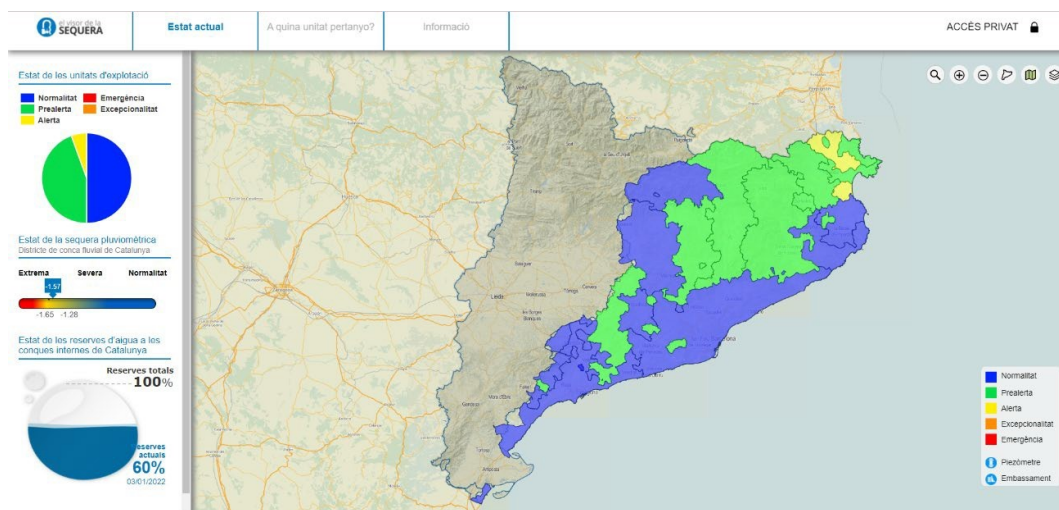 el visor de la
SEQUERA
Estat actual
A quina unitat pertanyo?
Informació
ACCÉS PRIVAT
Estat de les unitats d'explotació
Normalitat
Emergència
Prealerta
Excepcionalitat
Alerta
Estat de la sequera pluviomètrica
Districte de conca fluvial de Catalunya
Extrema Severa Normalitat
-1.57
-1.65 -1.28
Estat de les reserves d'aigua a les
conques internes de Catalunya
Reserves totals
100%
eserves
actuals
60%
03/01/2022
Lleida
Normalitat
Prealerta
Alerta
Excepcionalitat
Emergència
Piezòmetre
Embassament